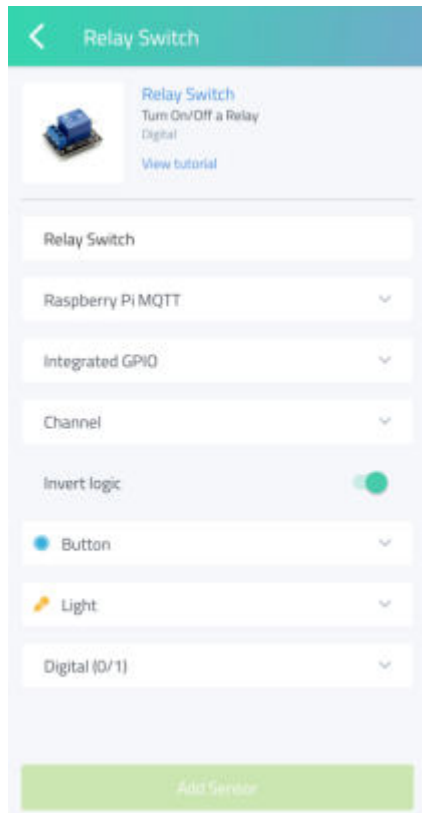 Relay Switch
Relay Switch
Turn On/Off a Relay
Digital
View tutorial
Relay Switch
Raspberry Pi MQTT
Integrated GPIO
Channel
Invert logic
Button
Light
Digital (0/1)
Add Sensor